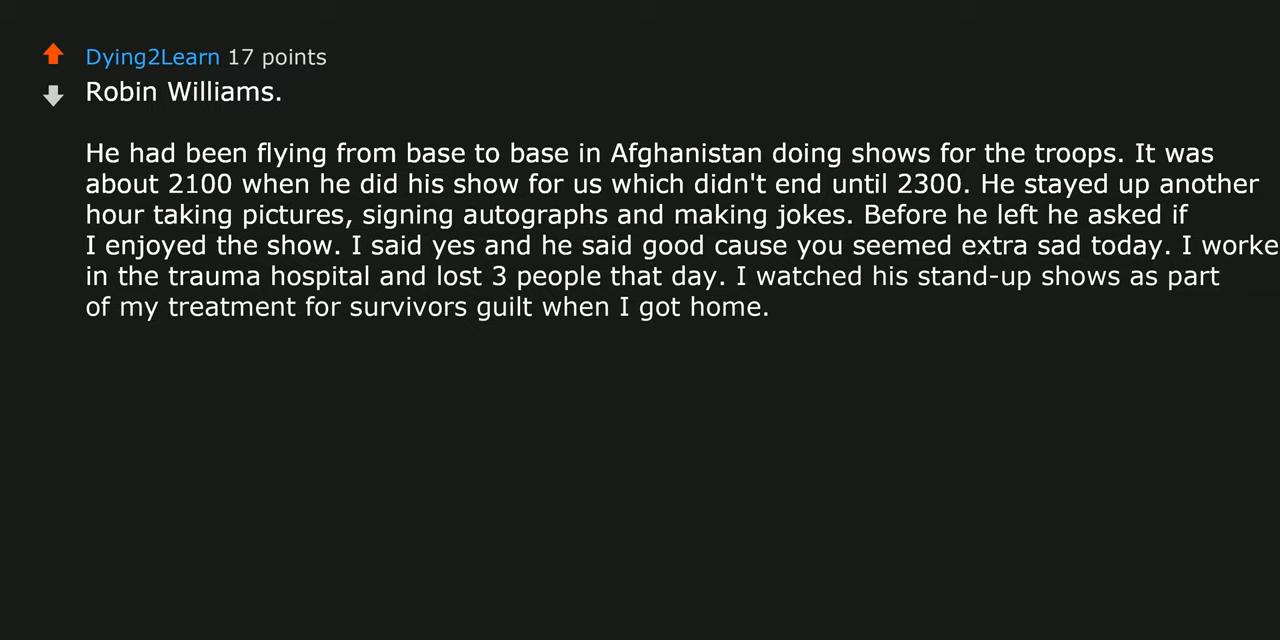 Dying2Learn 17 points
Robin Williams.
He had been flying from base to base in Afghanistan doing shows for the troops. It was
about 2100 when he did his show for us which didn't end until 2300. He stayed up another
hour taking pictures, signing autographs and making jokes. Before he left he asked if
I enjoyed the show. I said yes and he said good cause you seemed extra sad today. I worke
in the trauma hospital and lost 3 people that day. I watched his stand-up shows as part
of my treatment for survivors guilt when I got home.